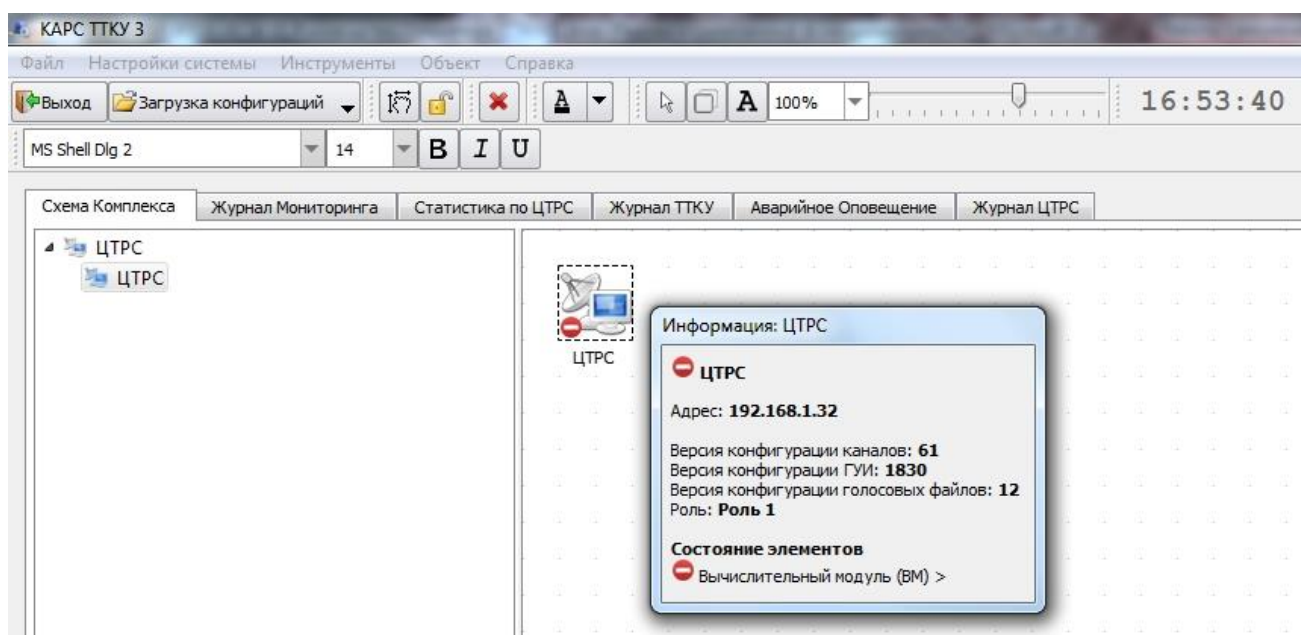 КАРС ТТКУ 3
Файл Настройки системы Инструменты Объект Справка
Выход Загрузка конфигураций A A 100% 16:53:40
MS Shell Dlg 2 14 B I U
Схема Комплекса Журнал Мониторинга Статистика по ЦТРС Журнал ТТКУ Аварийное Оповещение Журнал ЦТРС
ЦТРС
ЦТРС
ЦТРС
Информация: ЦТРС
ЦТРС
Адрес: 192.168.1.32
Версия конфигурации каналов: 61
Версия конфигурации ГУИ: 1830
Версия конфигурации голосовых файлов: 12
Роль: Роль 1
Состояние элементов
Вычислительный модуль (ВМ) >